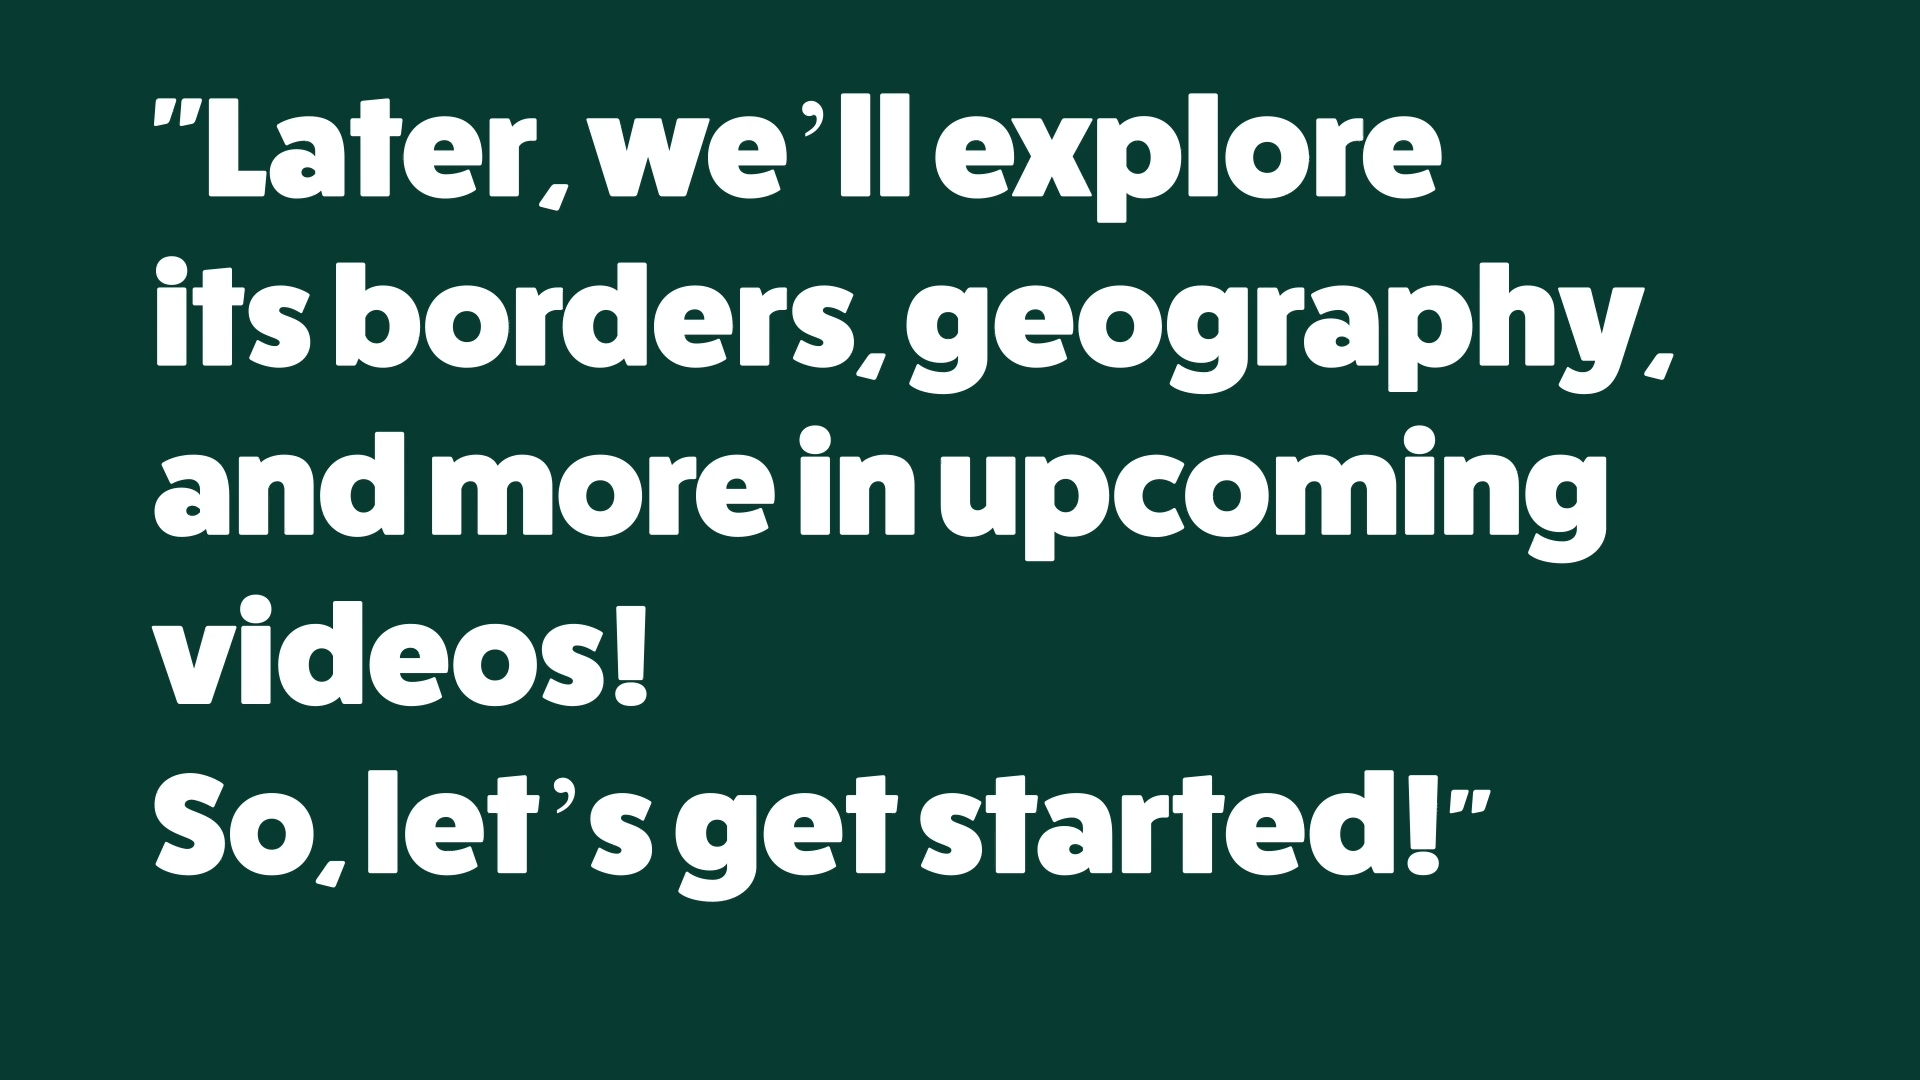 "Later, we’ll explore
its borders, geography,
and more in upcoming
videos!
So, let’s get started!"